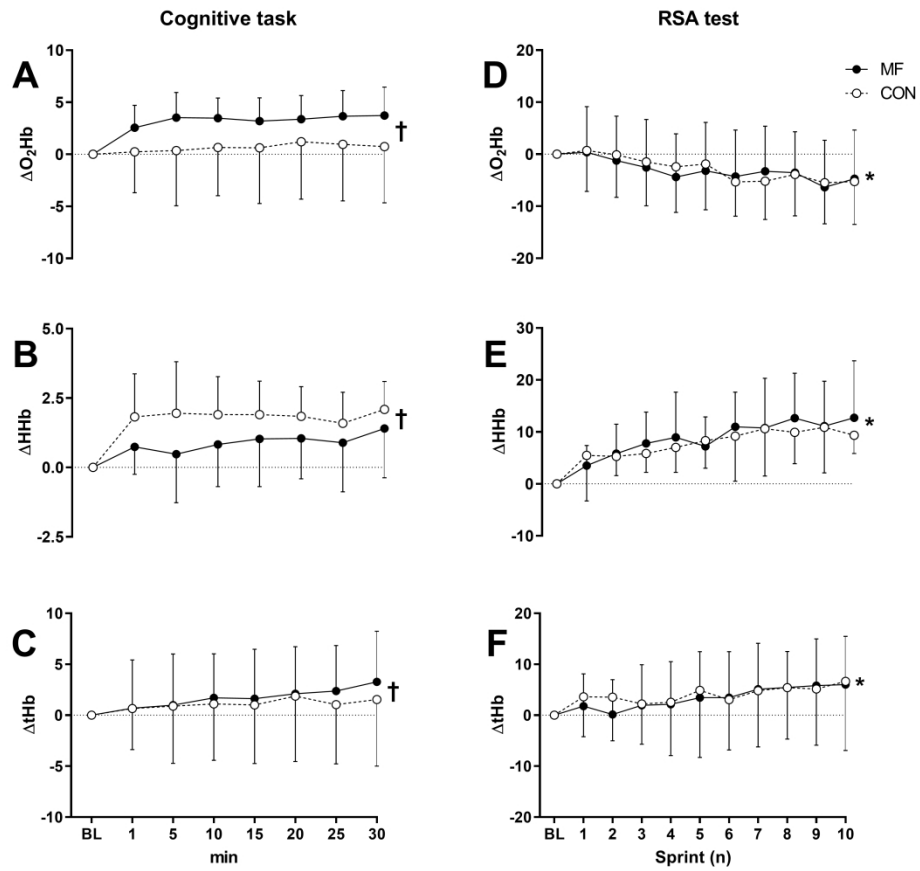 Cognitive task
RSA test
A
10
5
0
-5
-10
ΔO₂Hb
†
D
20
10
0
-10
-20
ΔO₂Hb
*
MF
CON
B
5.0
2.5
0.0
-2.5
ΔHHb
†
E
30
20
10
0
-10
ΔHHb
*
C
10
5
0
-5
-10
ΔtHb
†
BL 1 5 10 15 20 25 30
min
F
20
10
0
-10
-20
ΔtHb
*
BL 1 2 3 4 5 6 7 8 9 10
Sprint (n)